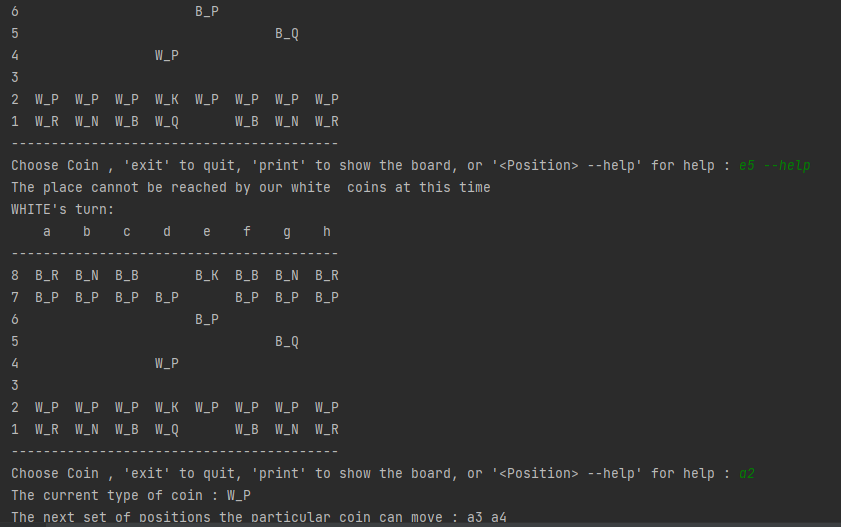 6                      B_P
5                                B_Q
4                 W_P
3
2  W_P  W_P  W_P  W_K  W_P  W_P  W_P  W_P
1  W_R  W_N  W_B  W_Q       W_B  W_N  W_R
-----------------------------------------
Choose Coin , 'exit' to quit, 'print' to show the board, or '<Position> --help' for help : e5 --help
The place cannot be reached by our white  coins at this time
WHITE's turn:
    a    b    c    d    e    f    g    h
-----------------------------------------
8  B_R  B_N  B_B       B_K  B_B  B_N  B_R
7  B_P  B_P  B_P  B_P       B_P  B_P  B_P
6                      B_P
5                                B_Q
4                 W_P
3
2  W_P  W_P  W_P  W_K  W_P  W_P  W_P  W_P
1  W_R  W_N  W_B  W_Q       W_B  W_N  W_R
-----------------------------------------
Choose Coin , 'exit' to quit, 'print' to show the board, or '<Position> --help' for help : a2
The current type of coin : W_P
The next set of positions the particular coin can move : a3 a4